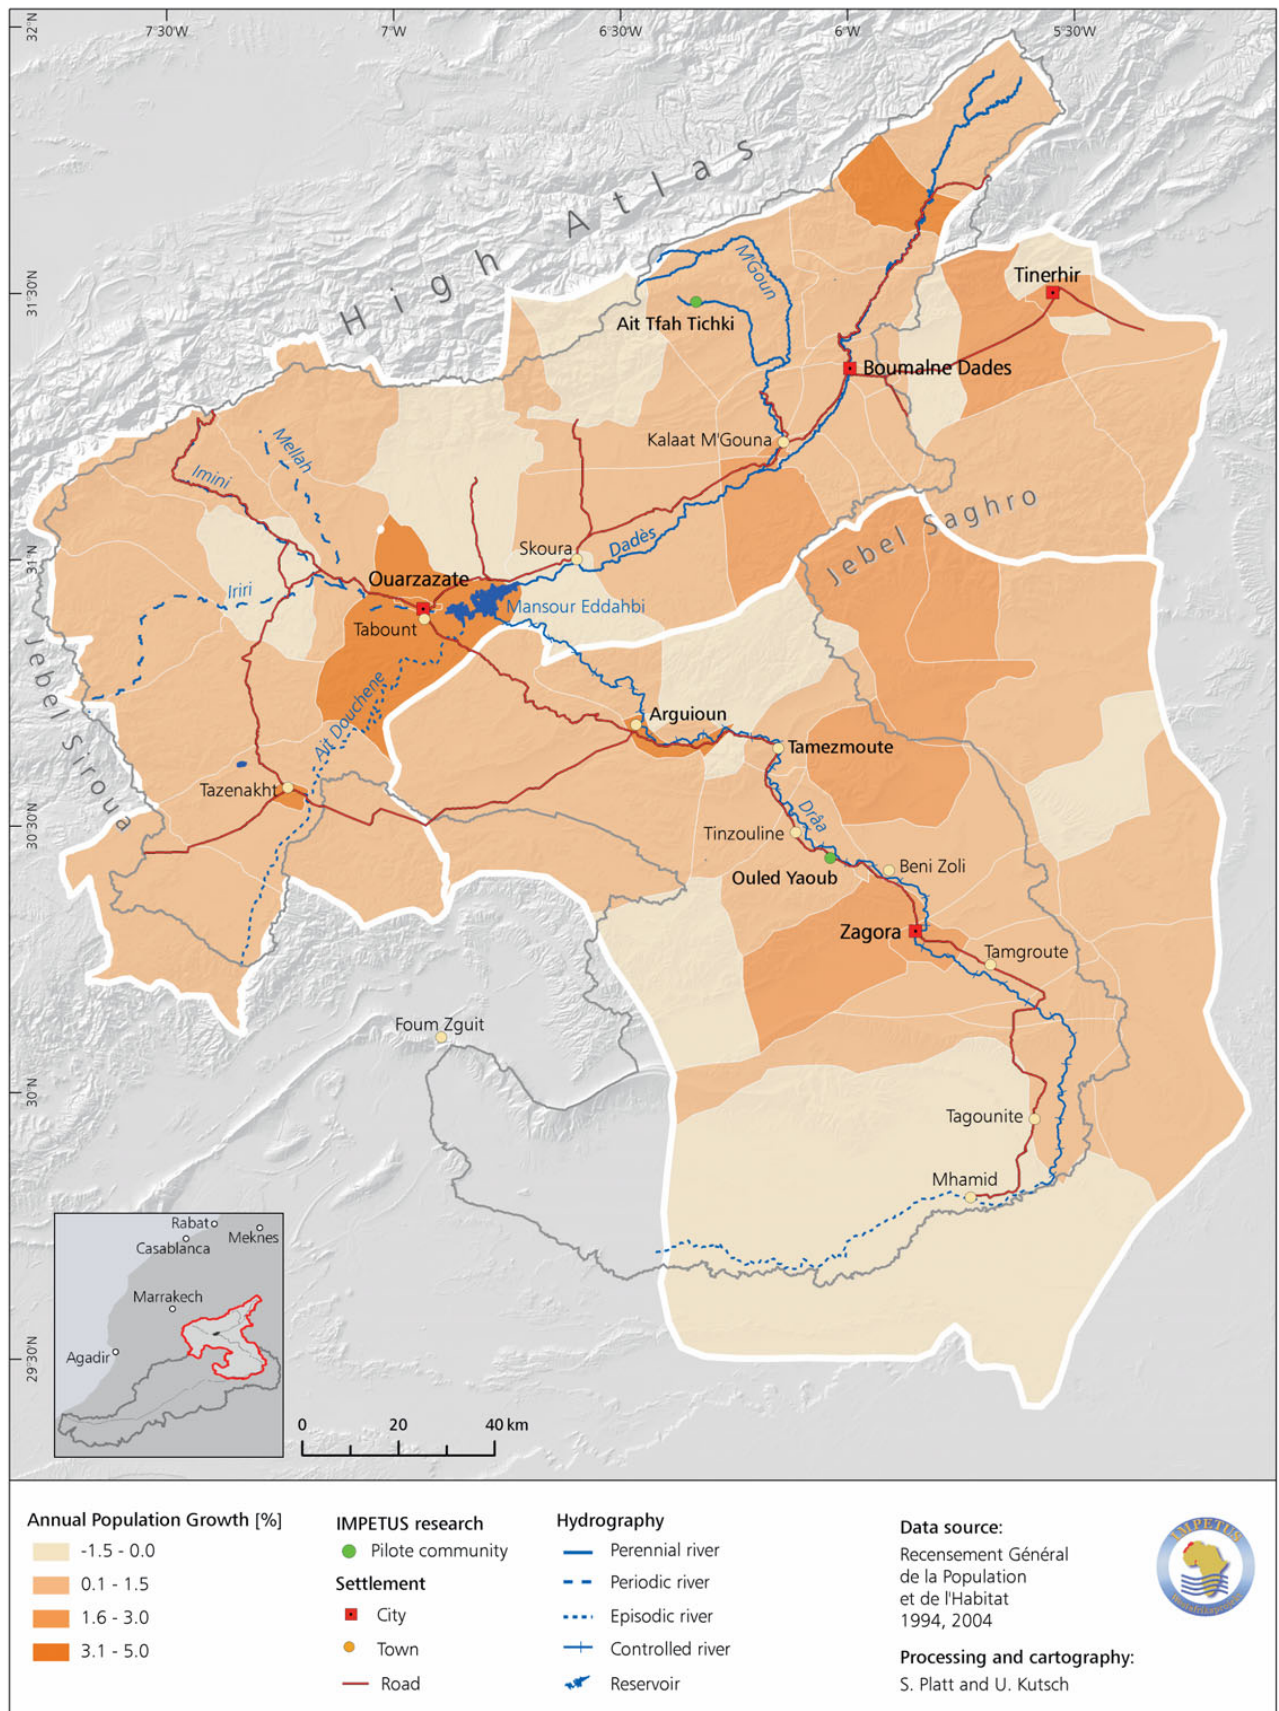 7°30'W
7°W
6°30'W
6°W
5°30'W
32°N
31°30'N
31°N
30°30'N
30°N
29°30'N
High Atlas
M'Goun
Tinerhir
Ait Tfah Tichki
Boumalne Dades
Kalaat M'Gouna
Mellah
Imini
Jebel Saghro
Skoura
Dadès
Ouarzazate
Iriri
Mansour Eddahbi
Tabount
Jebel Siroua
Ait Douchene
Arguioun
Tamezmoute
Tazenakht
Drâa
Tinzouline
Beni Zoli
Ouled Yaoub
Zagora
Tamgroute
Foum Zguit
Tagounite
Mhamid
Rabat
Meknes
Casablanca
Marrakech
Agadir
0 20 40 km
Annual Population Growth [%]
-1.5 - 0.0
0.1 - 1.5
1.6 - 3.0
3.1 - 5.0
IMPETUS research
Pilote community
Settlement
City
Town
Road
Hydrography
Perennial river
Periodic river
Episodic river
Controlled river
Reservoir
Data source:
Recensement Général
de la Population
et de l'Habitat
1994, 2004
Processing and cartography:
S. Platt and U. Kutsch
IMPETUS